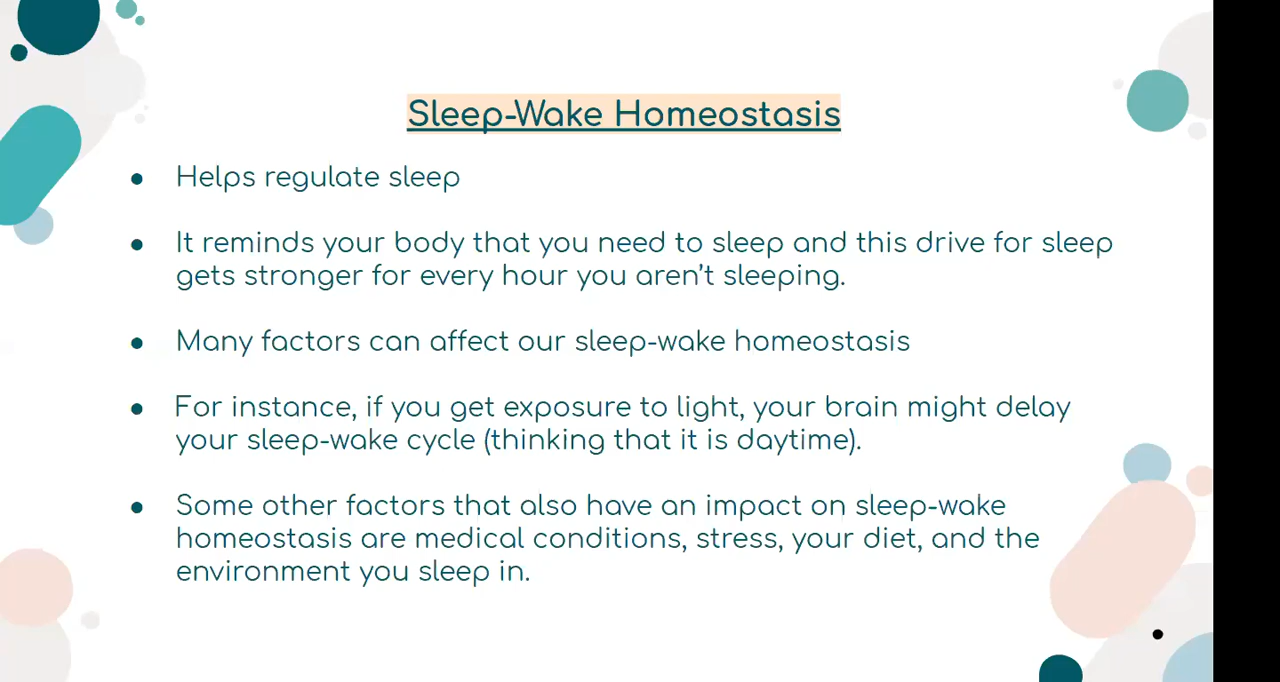 Sleep-Wake Homeostasis
● Helps regulate sleep
● It reminds your body that you need to sleep and this drive for sleep
gets stronger for every hour you aren’t sleeping.
● Many factors can affect our sleep-wake homeostasis
● For instance, if you get exposure to light, your brain might delay
your sleep-wake cycle (thinking that it is daytime).
● Some other factors that also have an impact on sleep-wake
homeostasis are medical conditions, stress, your diet, and the
environment you sleep in.